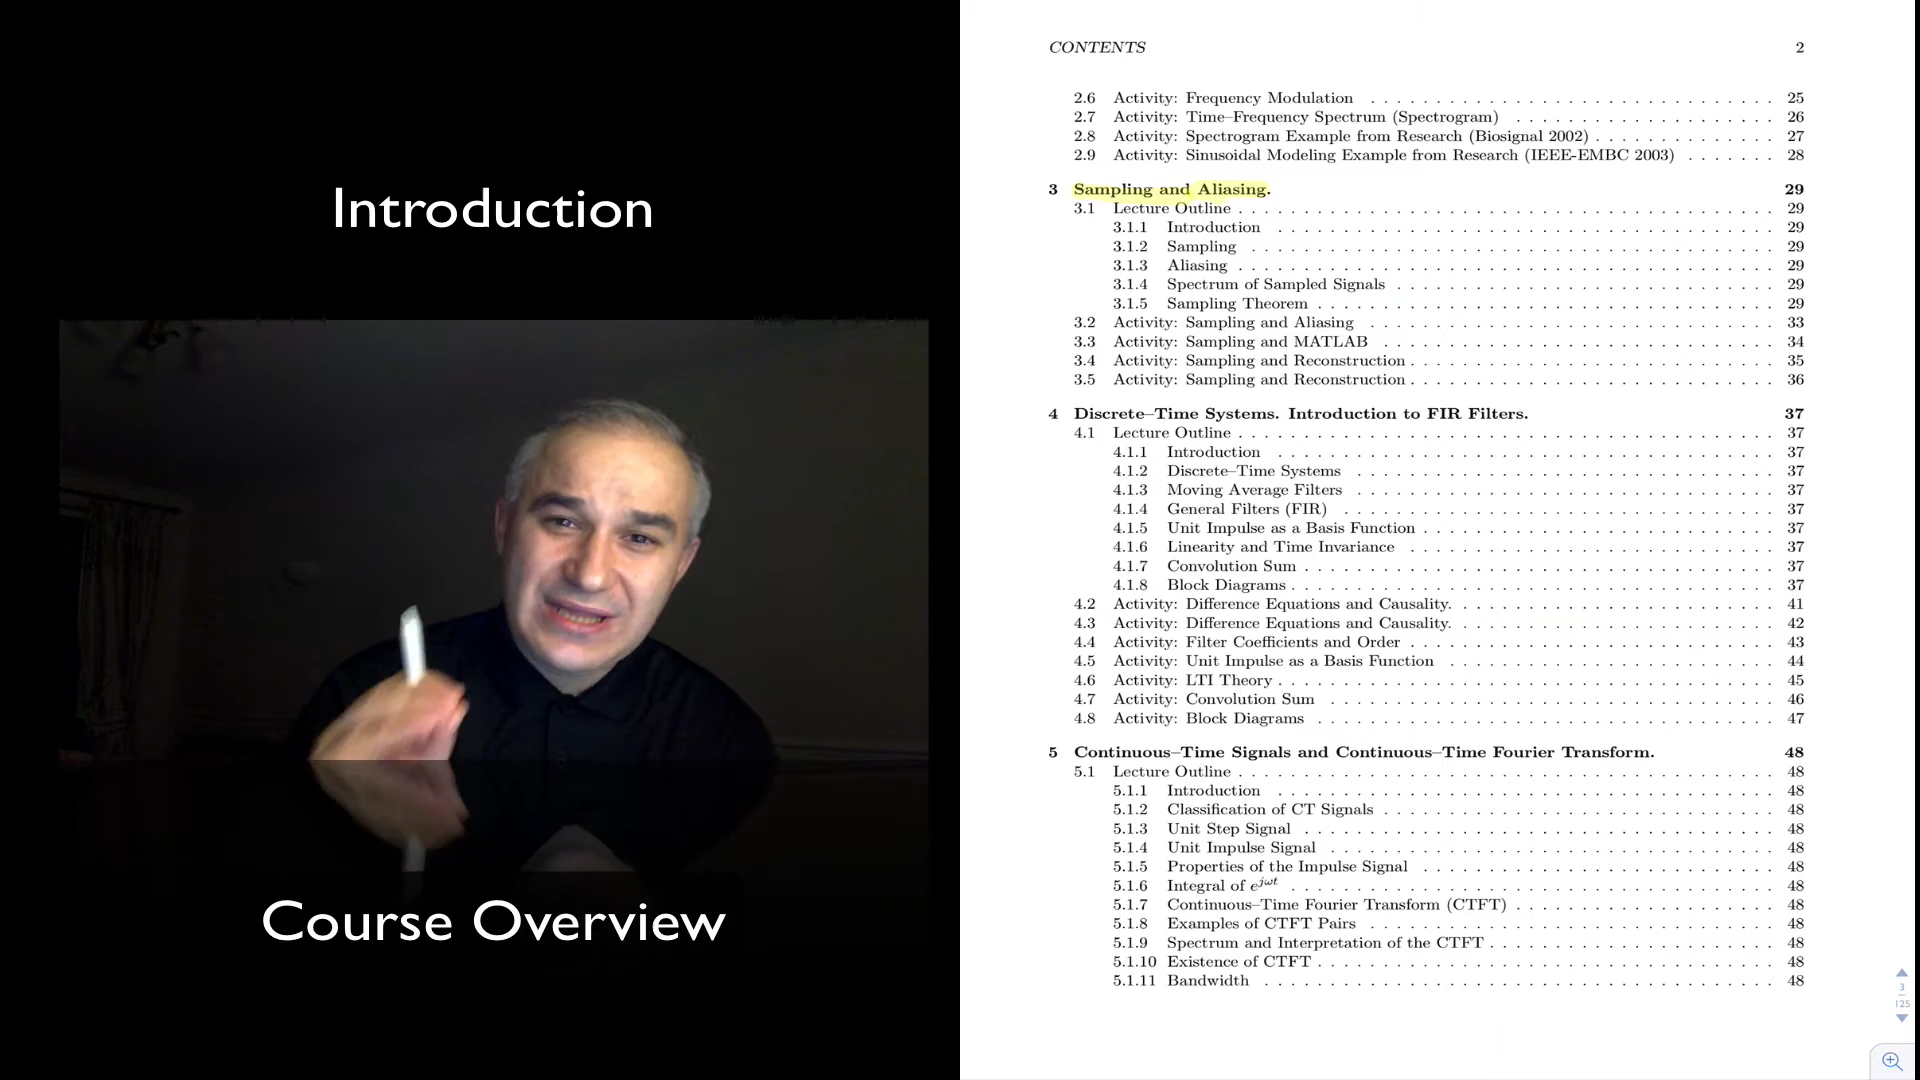 Introduction
Course Overview
CONTENTS 2
2.6 Activity: Frequency Modulation . . . . . . . . . . . . . . . . . . . . . . . . . . . . . . . 25
2.7 Activity: Time–Frequency Spectrum (Spectrogram) . . . . . . . . . . . . . . . . . . . . 26
2.8 Activity: Spectrogram Example from Research (Biosignal 2002) . . . . . . . . . . . . . . 27
2.9 Activity: Sinusoidal Modeling Example from Research (IEEE-EMBC 2003) . . . . . . . 28
3 Sampling and Aliasing. 29
3.1 Lecture Outline . . . . . . . . . . . . . . . . . . . . . . . . . . . . . . . . . . . . . . . . . 29
3.1.1 Introduction . . . . . . . . . . . . . . . . . . . . . . . . . . . . . . . . . . . . . . 29
3.1.2 Sampling . . . . . . . . . . . . . . . . . . . . . . . . . . . . . . . . . . . . . . . . 29
3.1.3 Aliasing . . . . . . . . . . . . . . . . . . . . . . . . . . . . . . . . . . . . . . . . . 29
3.1.4 Spectrum of Sampled Signals . . . . . . . . . . . . . . . . . . . . . . . . . . . . . 29
3.1.5 Sampling Theorem . . . . . . . . . . . . . . . . . . . . . . . . . . . . . . . . . . . 29
3.2 Activity: Sampling and Aliasing . . . . . . . . . . . . . . . . . . . . . . . . . . . . . . . 33
3.3 Activity: Sampling and MATLAB . . . . . . . . . . . . . . . . . . . . . . . . . . . . . . 34
3.4 Activity: Sampling and Reconstruction . . . . . . . . . . . . . . . . . . . . . . . . . . . . 35
3.5 Activity: Sampling and Reconstruction . . . . . . . . . . . . . . . . . . . . . . . . . . . . 36
4 Discrete–Time Systems. Introduction to FIR Filters. 37
4.1 Lecture Outline . . . . . . . . . . . . . . . . . . . . . . . . . . . . . . . . . . . . . . . . . 37
4.1.1 Introduction . . . . . . . . . . . . . . . . . . . . . . . . . . . . . . . . . . . . . . 37
4.1.2 Discrete–Time Systems . . . . . . . . . . . . . . . . . . . . . . . . . . . . . . . . 37
4.1.3 Moving Average Filters . . . . . . . . . . . . . . . . . . . . . . . . . . . . . . . . . 37
4.1.4 General Filters (FIR) . . . . . . . . . . . . . . . . . . . . . . . . . . . . . . . . . 37
4.1.5 Unit Impulse as a Basis Function . . . . . . . . . . . . . . . . . . . . . . . . . . . 37
4.1.6 Linearity and Time Invariance . . . . . . . . . . . . . . . . . . . . . . . . . . . . 37
4.1.7 Convolution Sum . . . . . . . . . . . . . . . . . . . . . . . . . . . . . . . . . . . . 37
4.1.8 Block Diagrams . . . . . . . . . . . . . . . . . . . . . . . . . . . . . . . . . . . . . 37
4.2 Activity: Difference Equations and Causality. . . . . . . . . . . . . . . . . . . . . . . . . 41
4.3 Activity: Difference Equations and Causality. . . . . . . . . . . . . . . . . . . . . . . . . 42
4.4 Activity: Filter Coefficients and Order . . . . . . . . . . . . . . . . . . . . . . . . . . . . 43
4.5 Activity: Unit Impulse as a Basis Function . . . . . . . . . . . . . . . . . . . . . . . . . 44
4.6 Activity: LTI Theory . . . . . . . . . . . . . . . . . . . . . . . . . . . . . . . . . . . . . . 45
4.7 Activity: Convolution Sum . . . . . . . . . . . . . . . . . . . . . . . . . . . . . . . . . . 46
4.8 Activity: Block Diagrams . . . . . . . . . . . . . . . . . . . . . . . . . . . . . . . . . . . 47
5 Continuous–Time Signals and Continuous–Time Fourier Transform. 48
5.1 Lecture Outline . . . . . . . . . . . . . . . . . . . . . . . . . . . . . . . . . . . . . . . . . 48
5.1.1 Introduction . . . . . . . . . . . . . . . . . . . . . . . . . . . . . . . . . . . . . . 48
5.1.2 Classification of CT Signals . . . . . . . . . . . . . . . . . . . . . . . . . . . . . . 48
5.1.3 Unit Step Signal . . . . . . . . . . . . . . . . . . . . . . . . . . . . . . . . . . . . 48
5.1.4 Unit Impulse Signal . . . . . . . . . . . . . . . . . . . . . . . . . . . . . . . . . . 48
5.1.5 Properties of the Impulse Signal . . . . . . . . . . . . . . . . . . . . . . . . . . . 48
5.1.6 Integral of e^{jωt} . . . . . . . . . . . . . . . . . . . . . . . . . . . . . . . . . . . . . 48
5.1.7 Continuous–Time Fourier Transform (CTFT) . . . . . . . . . . . . . . . . . . . . 48
5.1.8 Examples of CTFT Pairs . . . . . . . . . . . . . . . . . . . . . . . . . . . . . . . 48
5.1.9 Spectrum and Interpretation of the CTFT . . . . . . . . . . . . . . . . . . . . . . 48
5.1.10 Existence of CTFT . . . . . . . . . . . . . . . . . . . . . . . . . . . . . . . . . . . 48
5.1.11 Bandwidth . . . . . . . . . . . . . . . . . . . . . . . . . . . . . . . . . . . . . . . 48
3
125